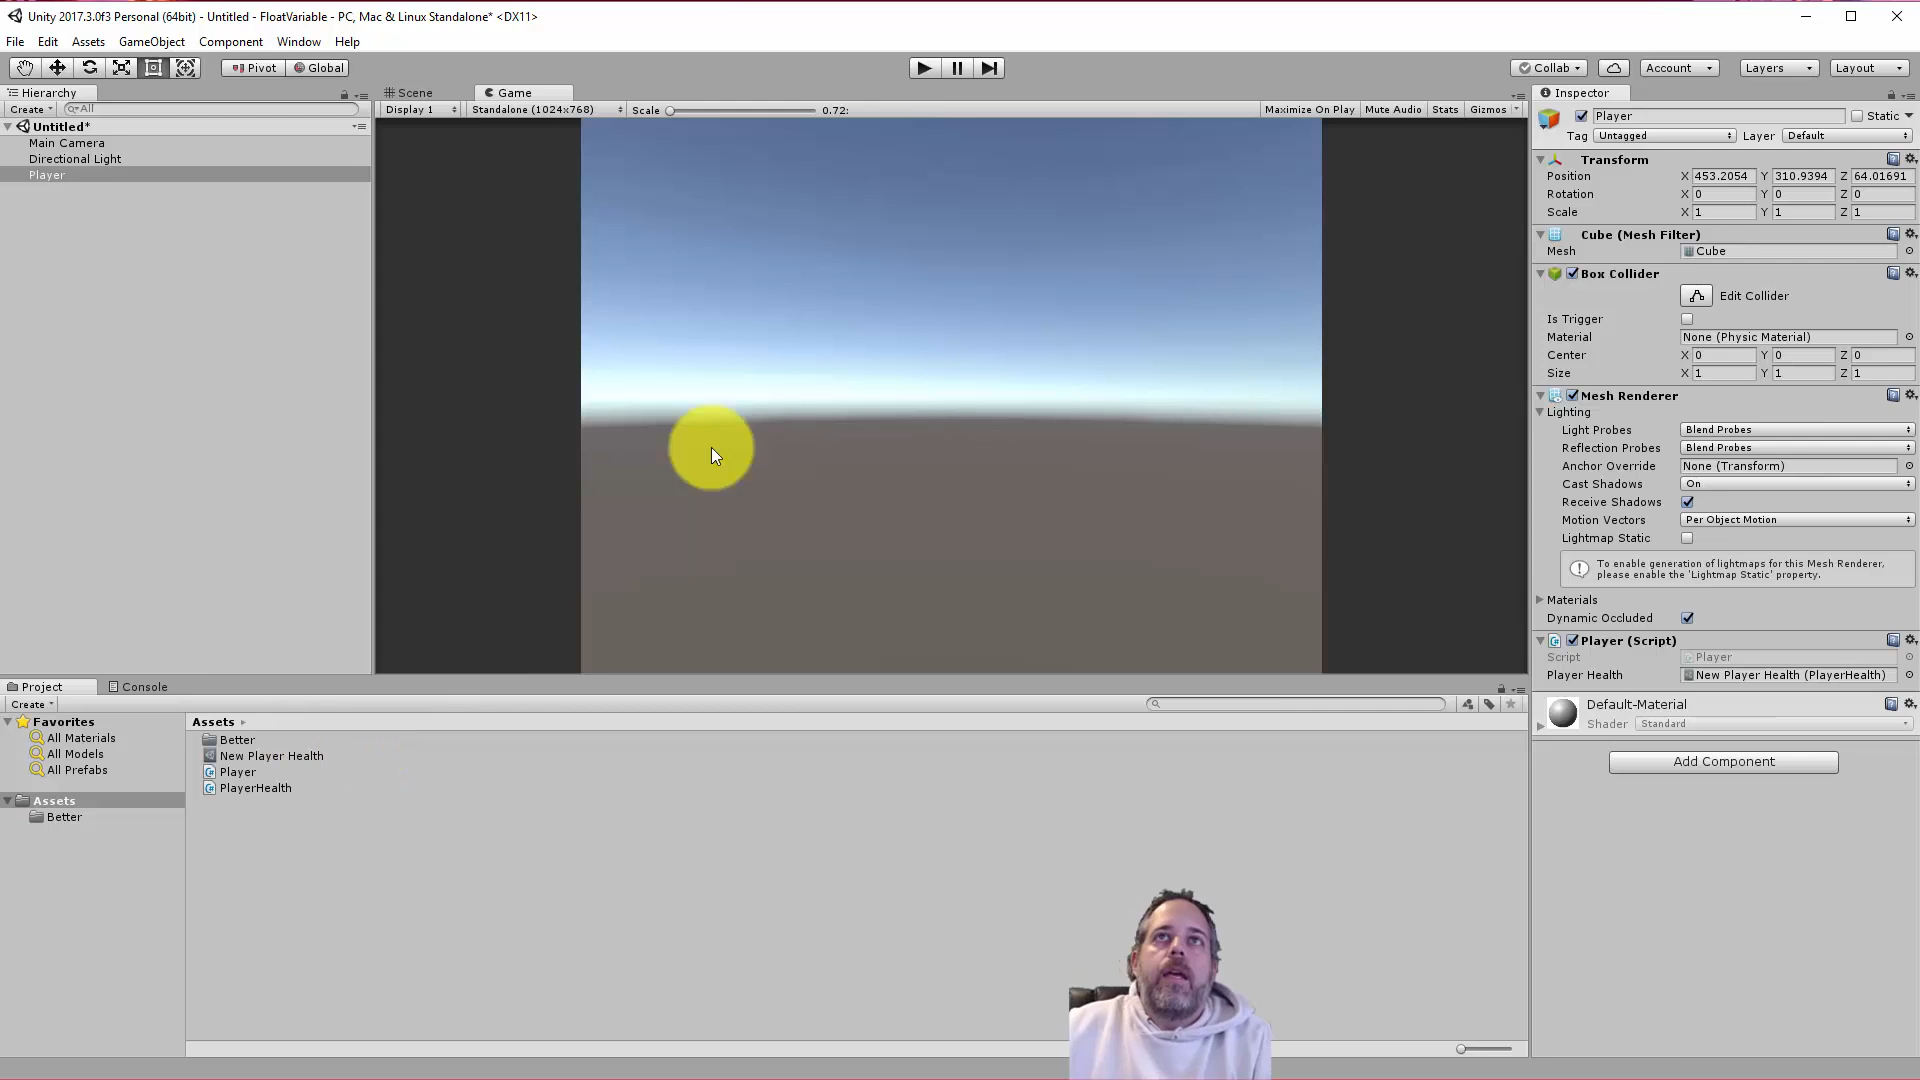 Unity 2017.3.0f3 Personal (64bit) - Untitled - FloatVariable - PC, Mac & Linux Standalone* <DX11>
File Edit Assets GameObject Component Window Help
Pivot Global Collab Account Layers Layout
Hierarchy
Create All
Untitled*
Main Camera
Directional Light
Player
Scene Game
Display 1 Standalone (1024x768) Scale 0.72: Maximize On Play Mute Audio Stats Gizmos
Inspector
Player Static
Tag Untagged Layer Default
Transform
Position X 453.2054 Y 310.9394 Z 64.01691
Rotation X 0 Y 0 Z 0
Scale X 1 Y 1 Z 1
Cube (Mesh Filter)
Mesh Cube
Box Collider
Edit Collider
Is Trigger
Material None (Physic Material)
Center X 0 Y 0 Z 0
Size X 1 Y 1 Z 1
Mesh Renderer
Lighting
Light Probes Blend Probes
Reflection Probes Blend Probes
Anchor Override None (Transform)
Cast Shadows On
Receive Shadows
Motion Vectors Per Object Motion
Lightmap Static
To enable generation of lightmaps for this Mesh Renderer,
please enable the 'Lightmap Static' property.
Materials
Dynamic Occluded
Player (Script)
Script Player
Player Health New Player Health (PlayerHealth)
Default-Material
Shader Standard
Add Component
Project Console
Create
Favorites
All Materials
All Models
All Prefabs
Assets
Better
Assets
Better
New Player Health
Player
PlayerHealth